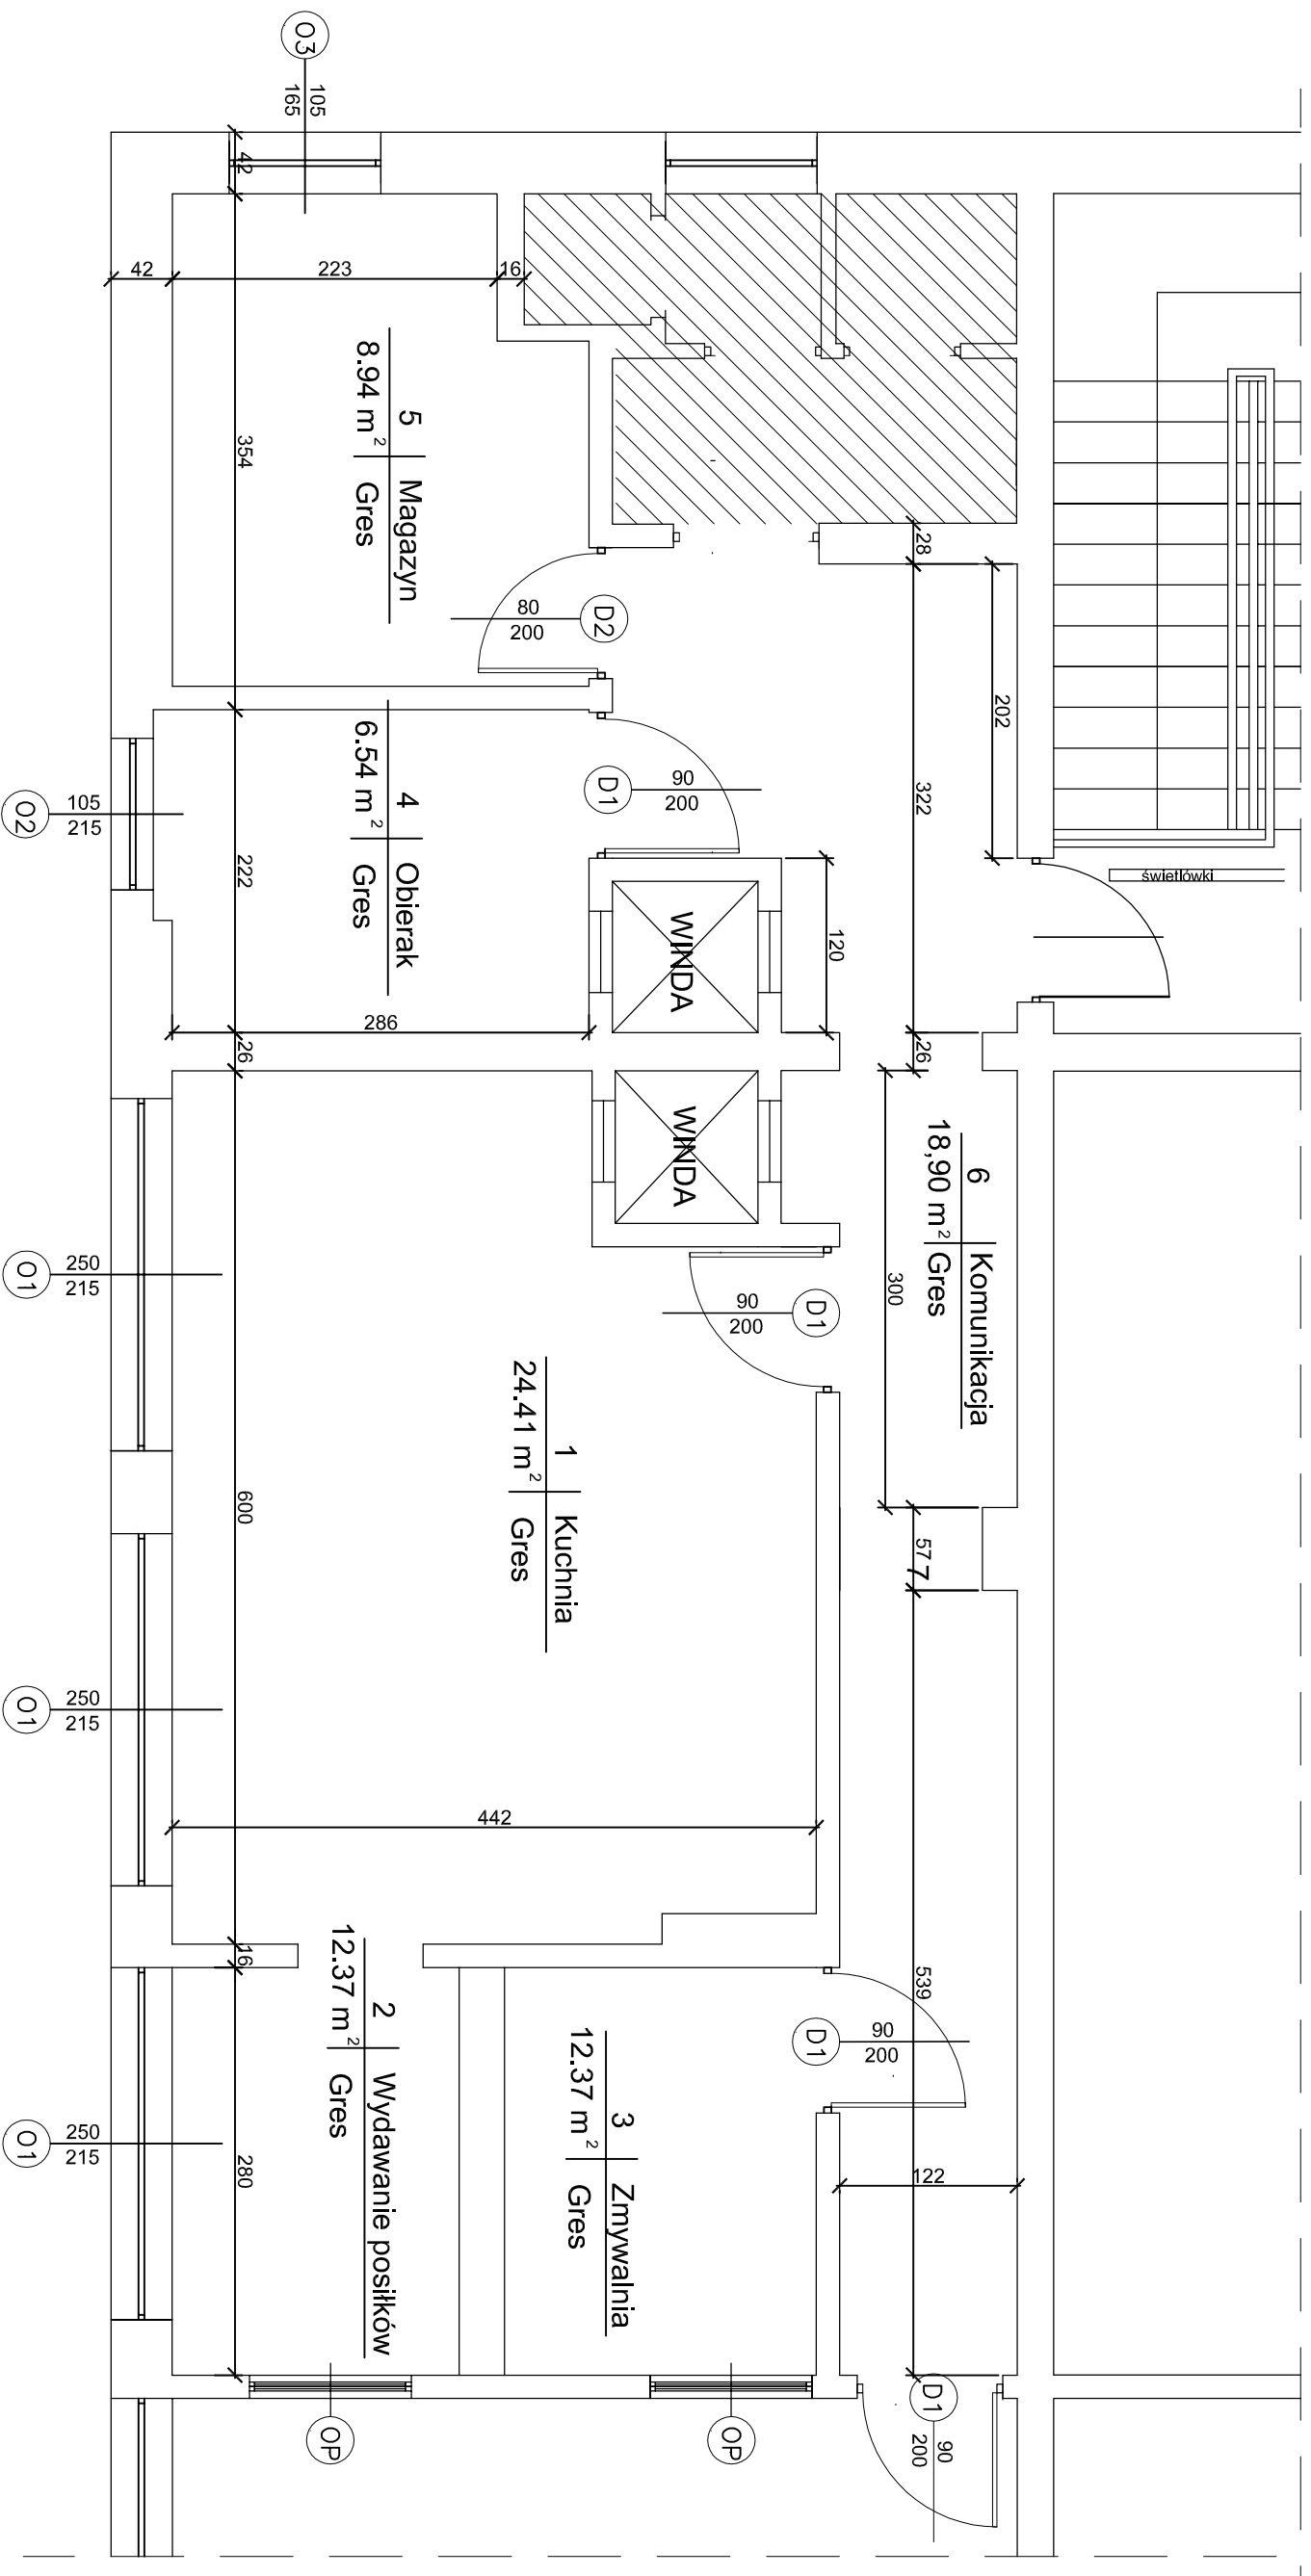 O3
105
165
42
42
223
16
5
Magazyn
8.94 m²
Gres
354
28
202
322
D2
80
200
D1
90
200
świetlówki
4
Obierak
6.54 m²
Gres
O2
105
215
222
WINDA
120
286
26
26
WINDA
6
Komunikacja
18,90 m²
Gres
O1
250
215
D1
90
200
300
1
Kuchnia
24.41 m²
Gres
600
57
7
O1
250
215
442
16
2
Wydawanie posiłków
12.37 m²
Gres
3
Zmywalnia
12.37 m²
Gres
539
D1
90
200
O1
250
215
280
122
D1
90
200
OP
OP